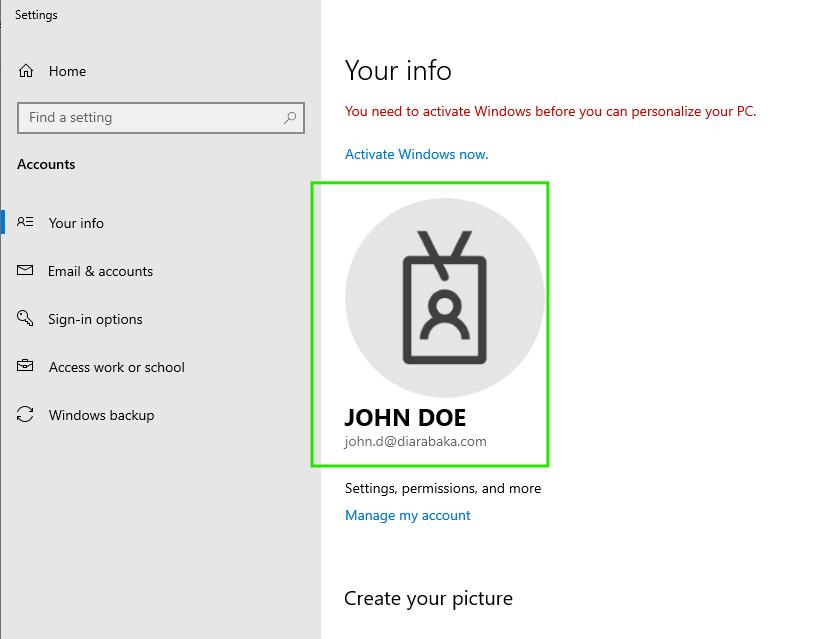 Settings
Home
Find a setting
Accounts
Your info
Email & accounts
Sign-in options
Access work or school
Windows backup
Your info
You need to activate Windows before you can personalize your PC.
Activate Windows now.
JOHN DOE
john.d@diarabaka.com
Settings, permissions, and more
Manage my account
Create your picture